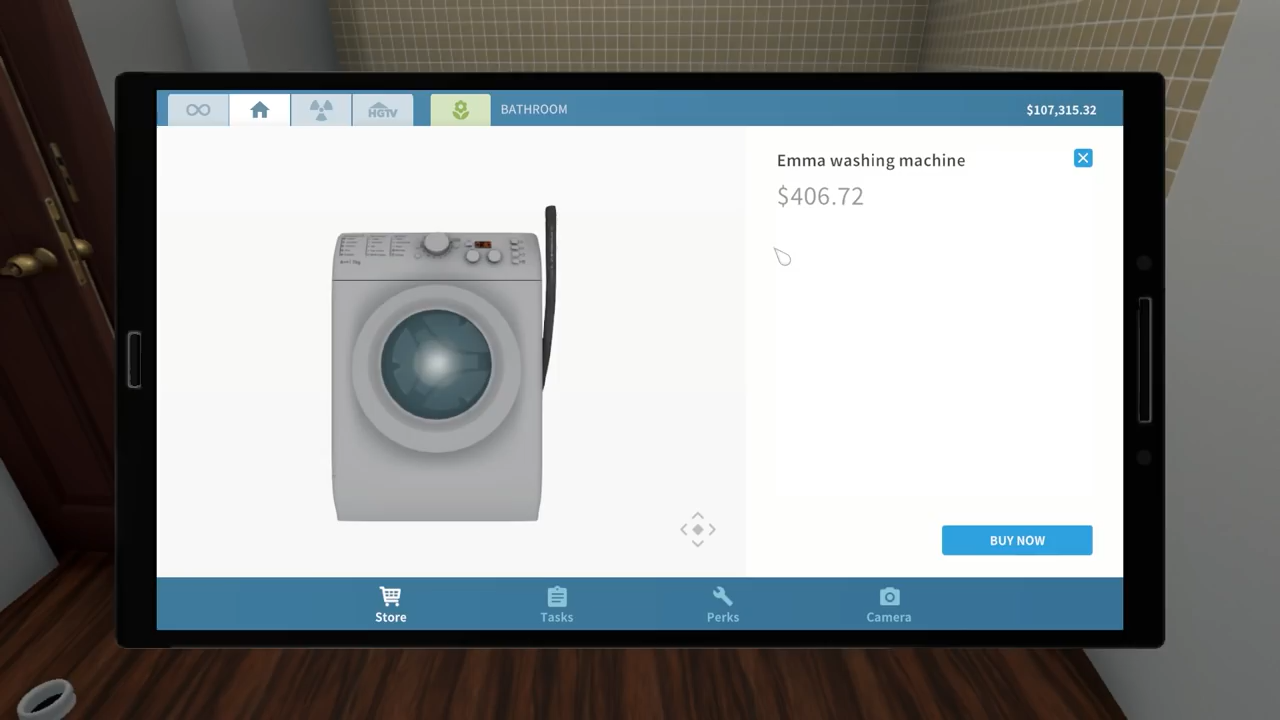 HGTV
BATHROOM
$107,315.32
Emma washing machine
$406.72
BUY NOW
Store
Tasks
Perks
Camera